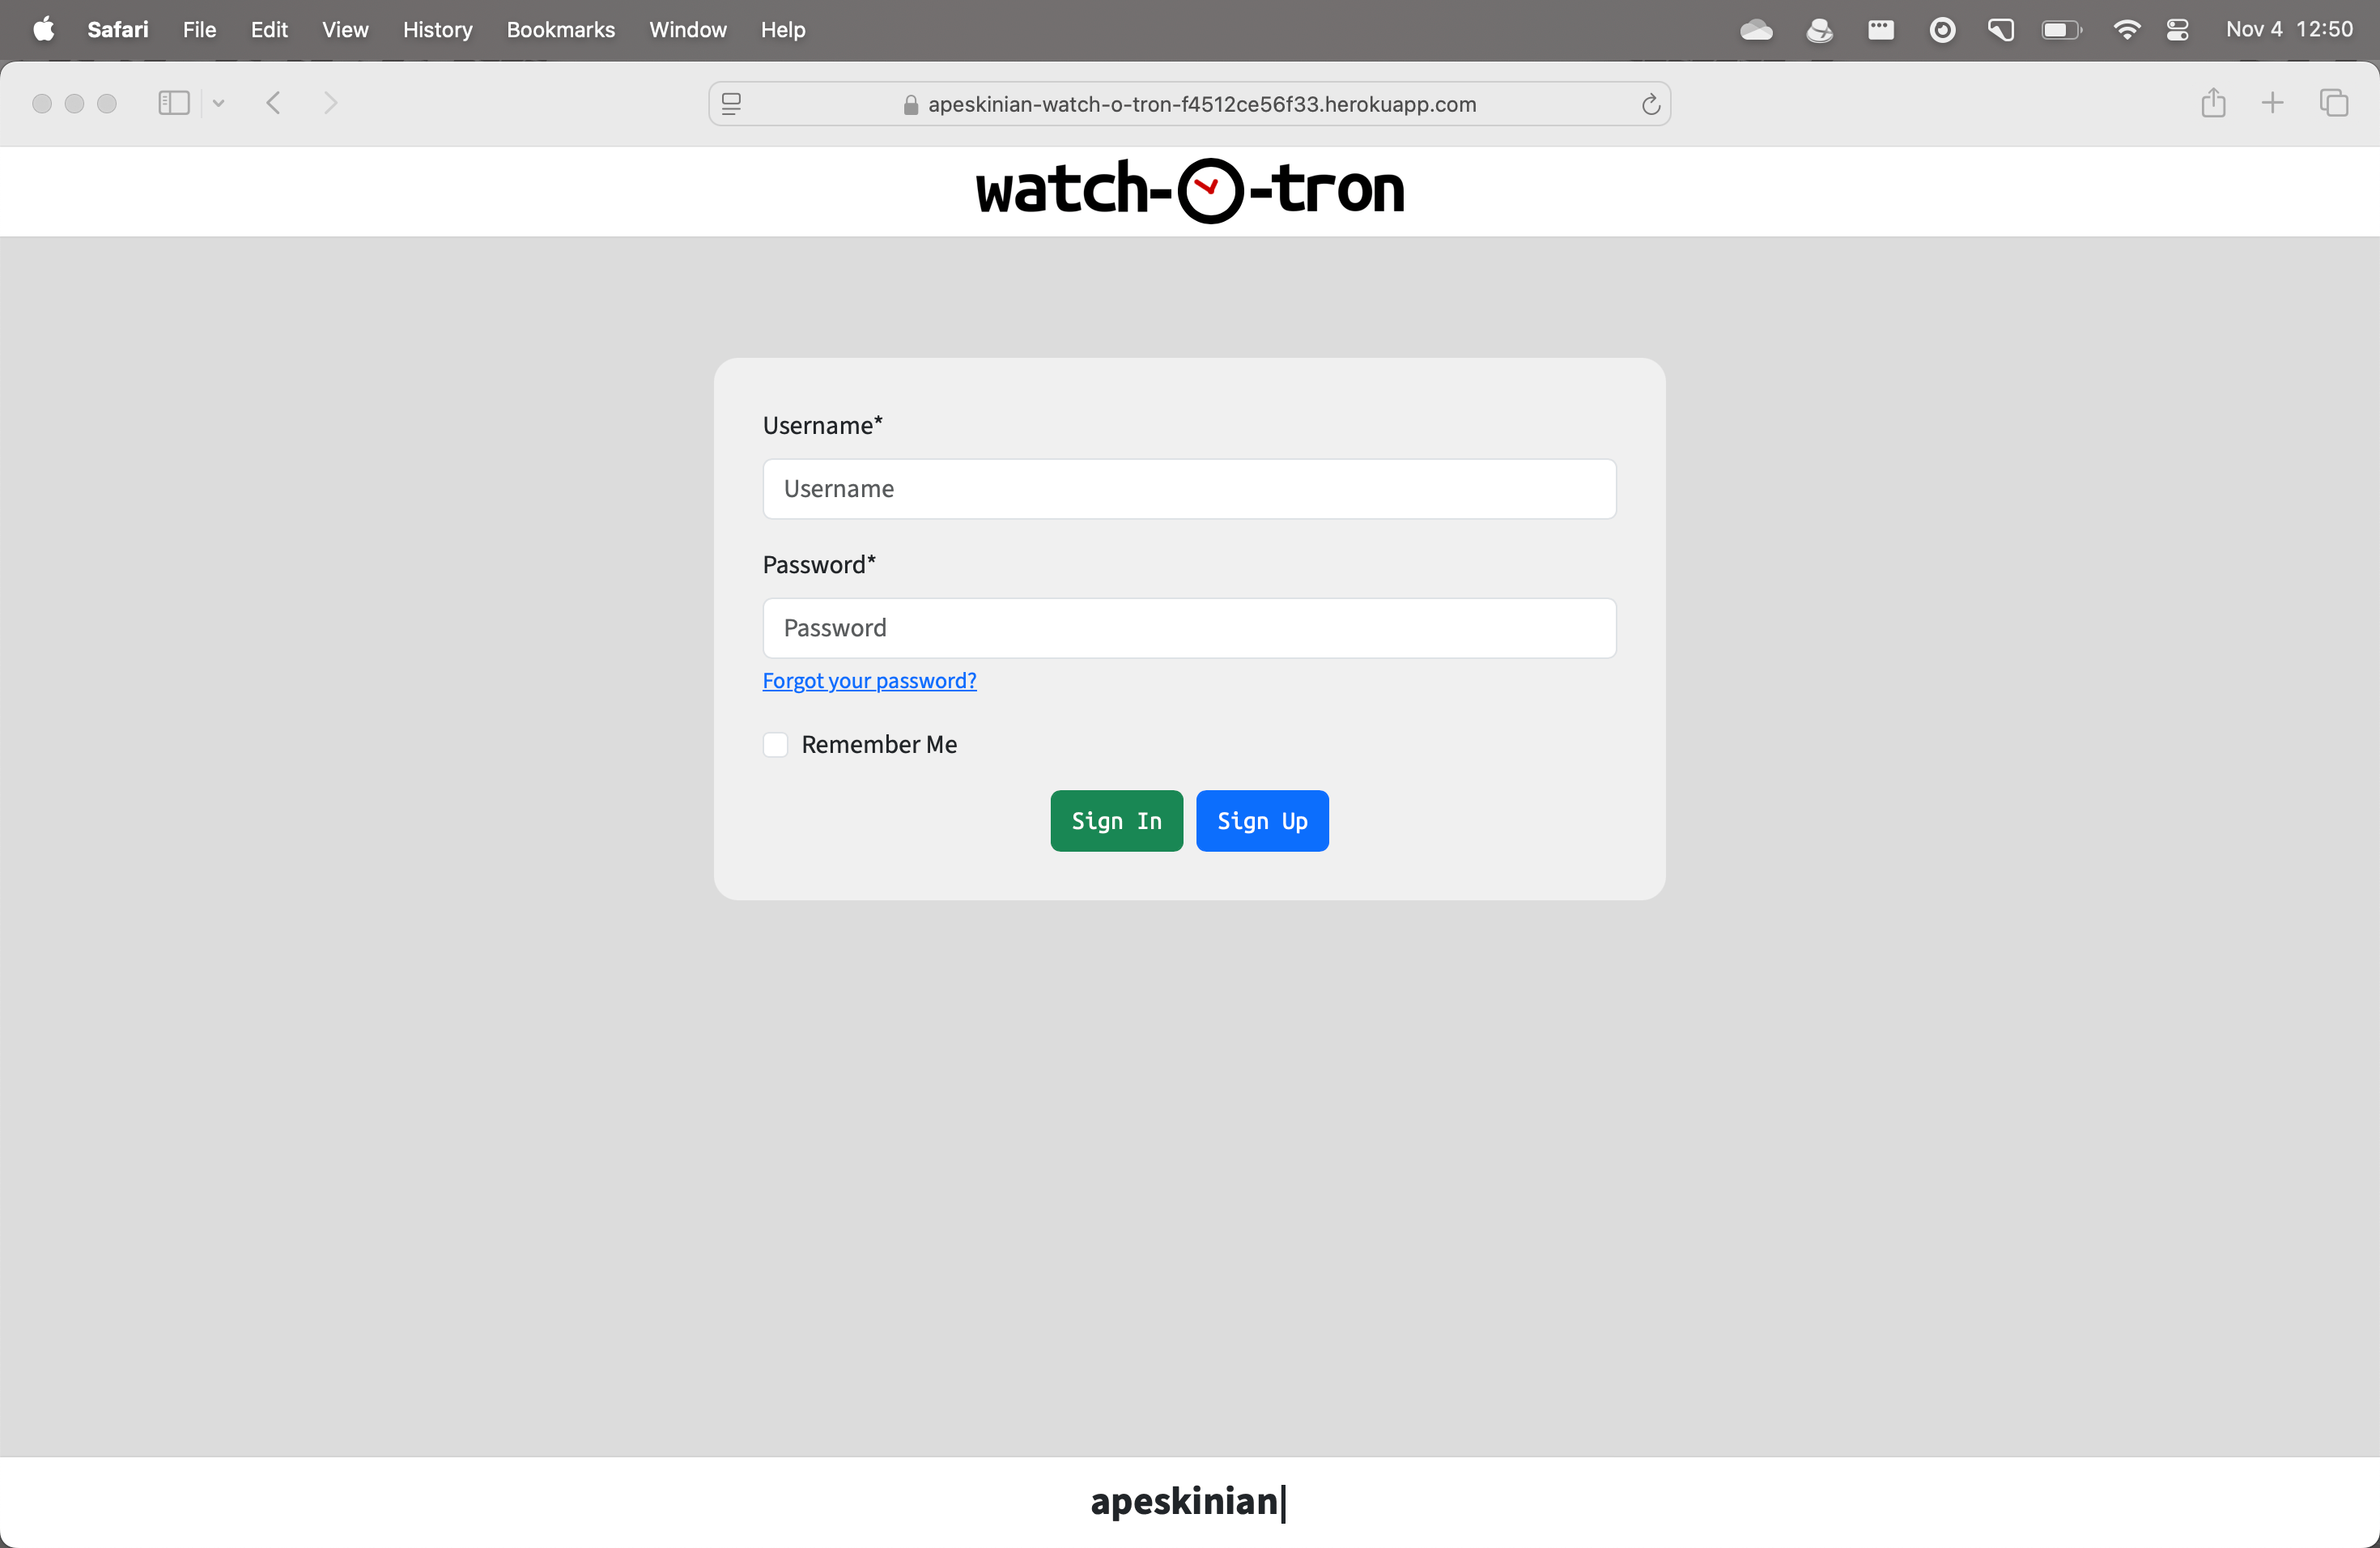 Safari File Edit View History Bookmarks Window Help Nov 4 12:50
apeskinian-watch-o-tron-f4512ce56f33.herokuapp.com
watch-O-tron
Username*
Username
Password*
Password
Forgot your password?
Remember Me
Sign In Sign Up
apeskinian|